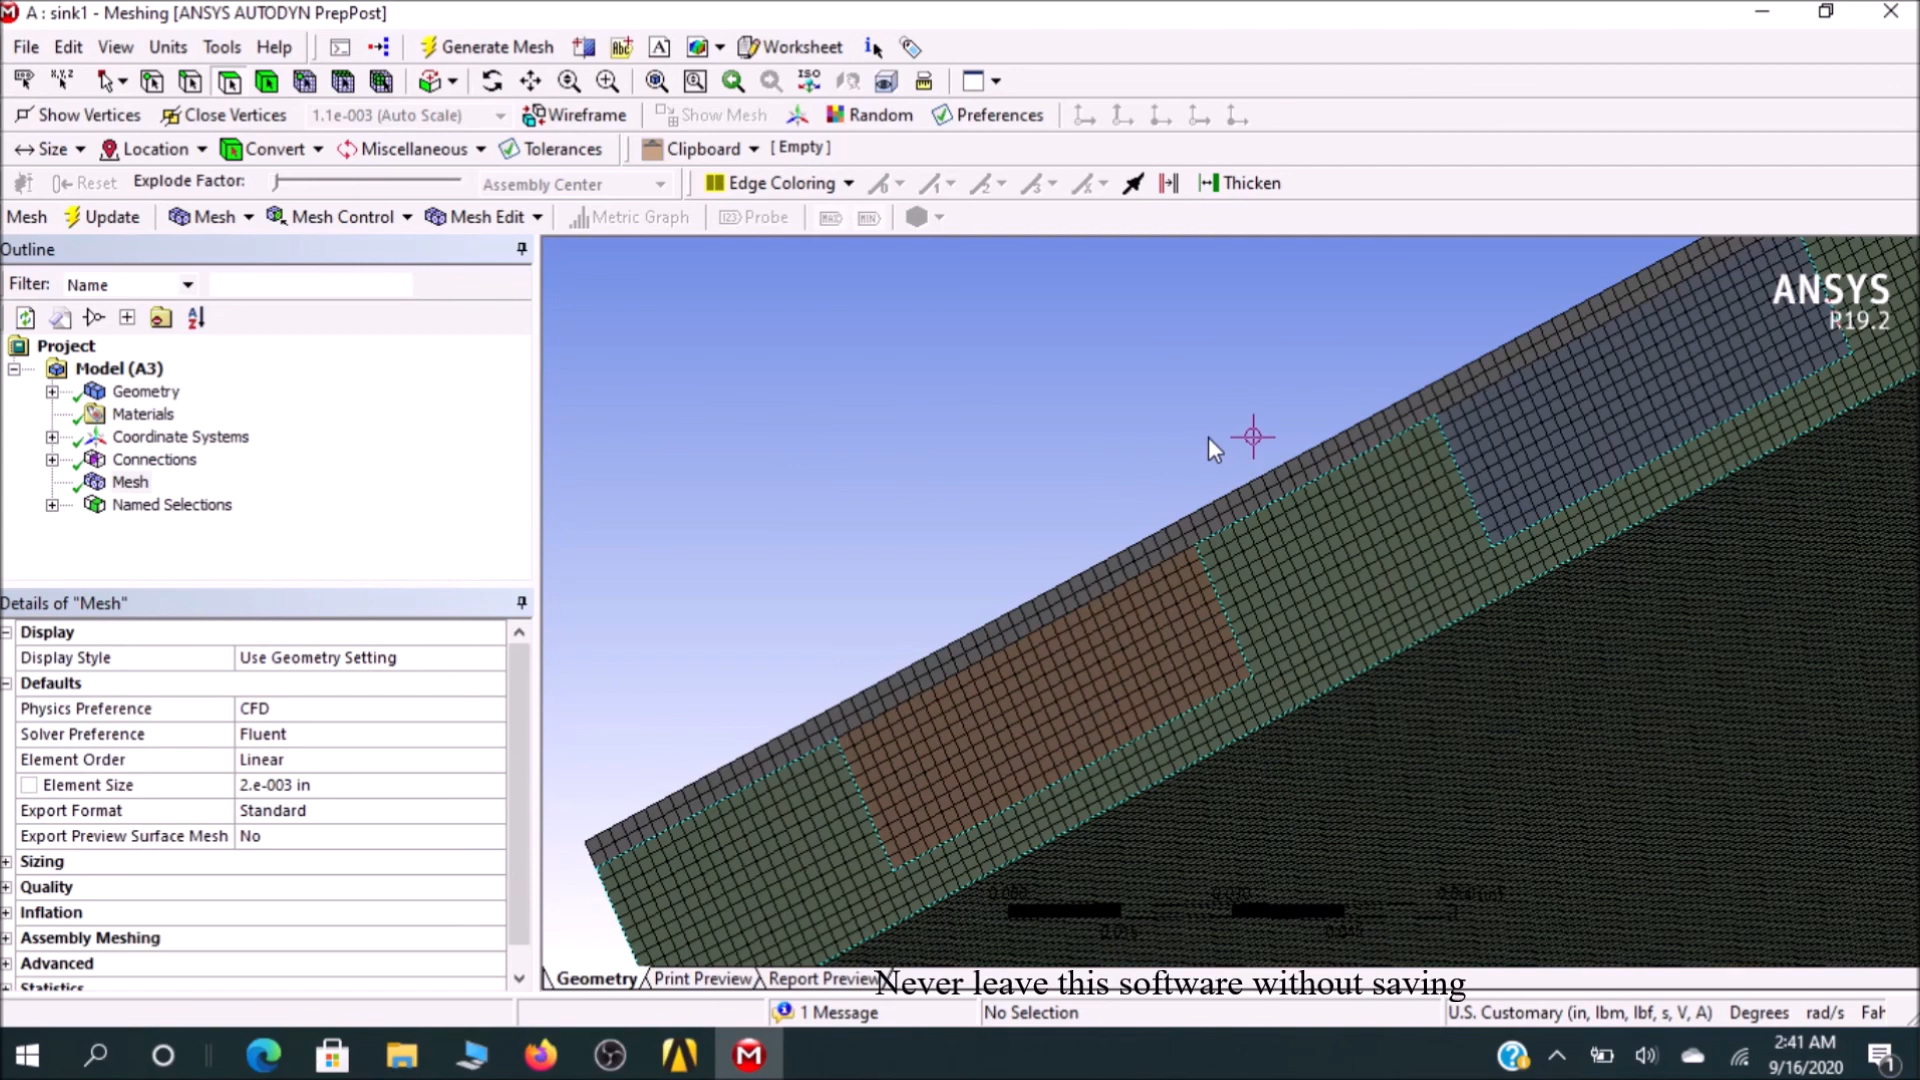 A : sink1 - Meshing [ANSYS AUTODYN PrepPost]
File Edit View Units Tools Help Generate Mesh Worksheet
Show Vertices Close Vertices 1.1e-003 (Auto Scale) Wireframe Show Mesh Random Preferences
Size Location Convert Miscellaneous Tolerances Clipboard [ Empty ]
Reset Explode Factor: Assembly Center Edge Coloring Thicken
Mesh Update Mesh Mesh Control Mesh Edit Metric Graph Probe
Outline
Filter: Name
Project
Model (A3)
Geometry
Materials
Coordinate Systems
Connections
Mesh
Named Selections
Details of "Mesh"
Display
Display Style Use Geometry Setting
Defaults
Physics Preference CFD
Solver Preference Fluent
Element Order Linear
Element Size 2.e-003 in
Export Format Standard
Export Preview Surface Mesh No
Sizing
Quality
Inflation
Assembly Meshing
Advanced
Statistics
ANSYS
R19.2
Geometry Print Preview Report Preview
Never leave this software without saving
1 Message No Selection U.S. Customary (in, lbm, lbf, s, V, A) Degrees rad/s Fah
2:41 AM
9/16/2020